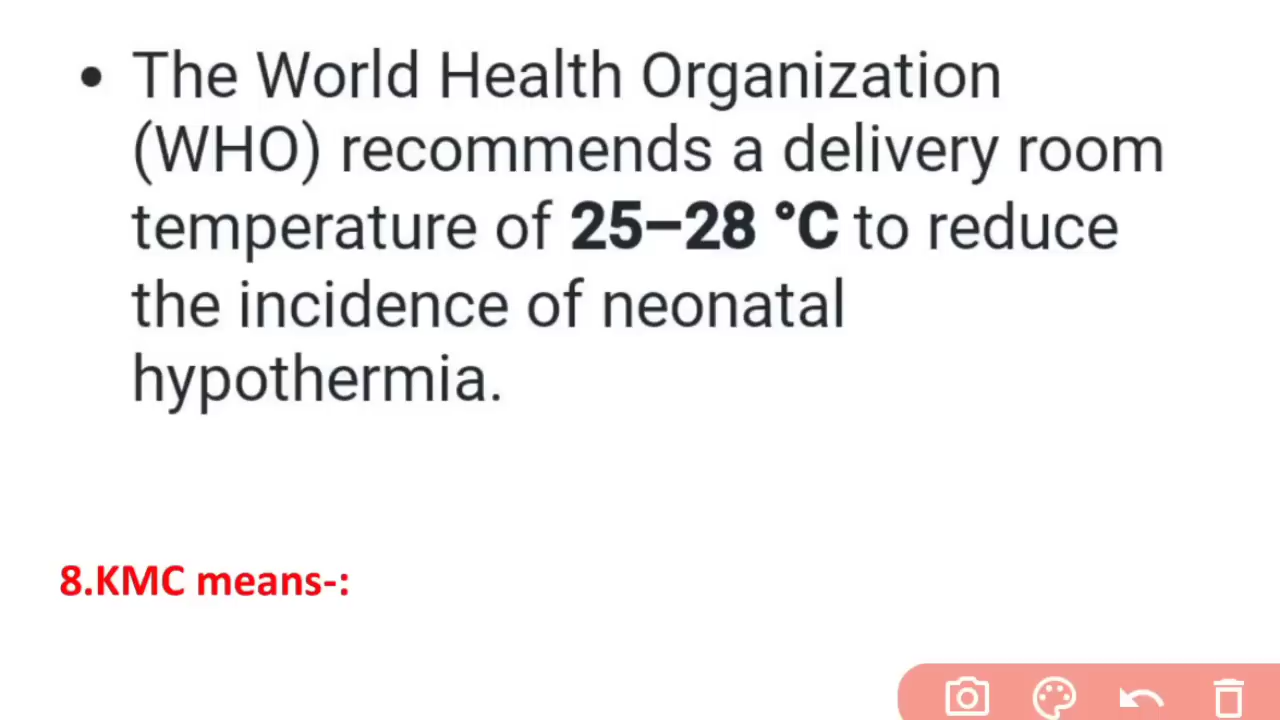 • The World Health Organization
(WHO) recommends a delivery room
temperature of 25–28 °C to reduce
the incidence of neonatal
hypothermia.
8.KMC means-: